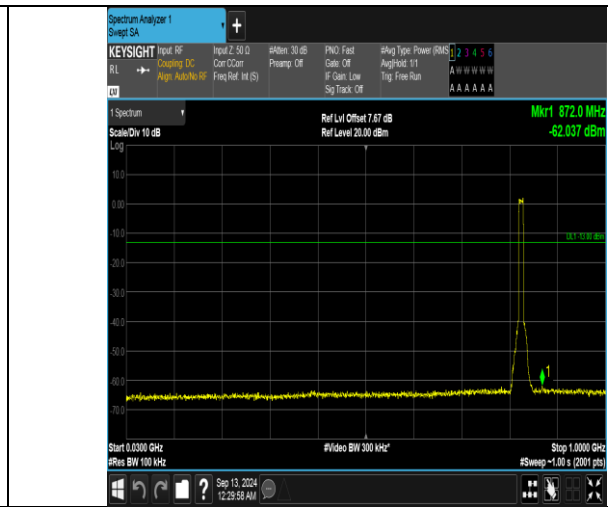 Spectrum Analyzer 1
Swept SA
+
KEYSIGHT Input: RF Input Z: 50 Ω #Atten: 30 dB PNO: Fast #Avg Type: Power (RMS 1 2 3 4 5 6
RL Coupling: DC Corr CCorr Preamp: Off Gate: Off Avg|Hold: 1/1 A W W W W W
Align: Auto/No RF Freq Ref: Int (S) IF Gain: Low Trig: Free Run
Sig Track: Off A A A A A A
LXI
1 Spectrum Ref Lvl Offset 7.67 dB Mkr1 872.0 MHz
Scale/Div 10 dB Ref Level 20.00 dBm -62.037 dBm
Log
10.0
0.00
-10.0
DL1 -13.00 dBm
-20.0
-30.0
-40.0
-50.0
1
-60.0
-70.0
Start 0.0300 GHz #Video BW 300 kHz* Stop 1.0000 GHz
#Res BW 100 kHz #Sweep ~1.00 s (2001 pts)
? Sep 13, 2024
12:29:58 AM